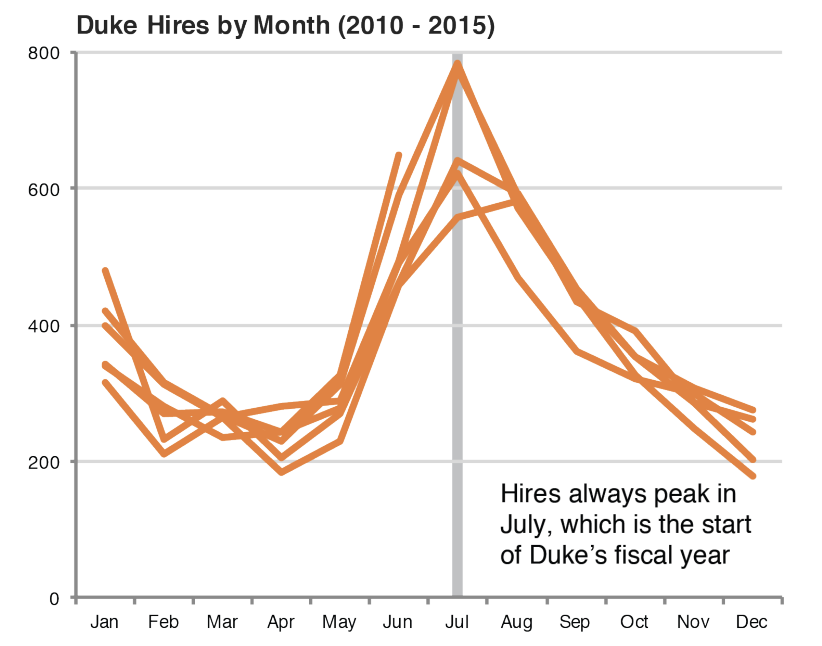 Duke Hires by Month (2010 - 2015)
800
600
400
200
0
Hires always peak in
July, which is the start
of Duke’s fiscal year
Jan Feb Mar Apr May Jun Jul Aug Sep Oct Nov Dec